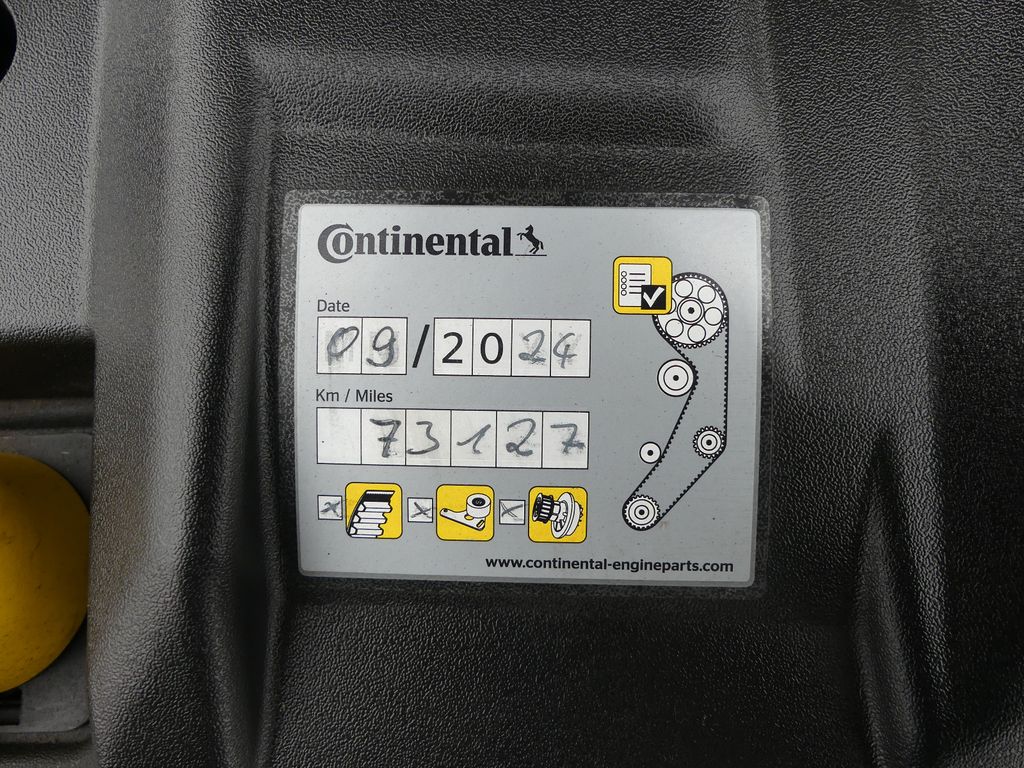 Continental
Date
09/2024
Km / Miles
73127
x x x
www.continental-engineparts.com